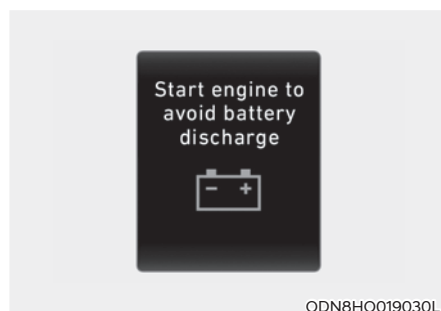 Start engine to
avoid battery
discharge
- +
ODN8HO019030L